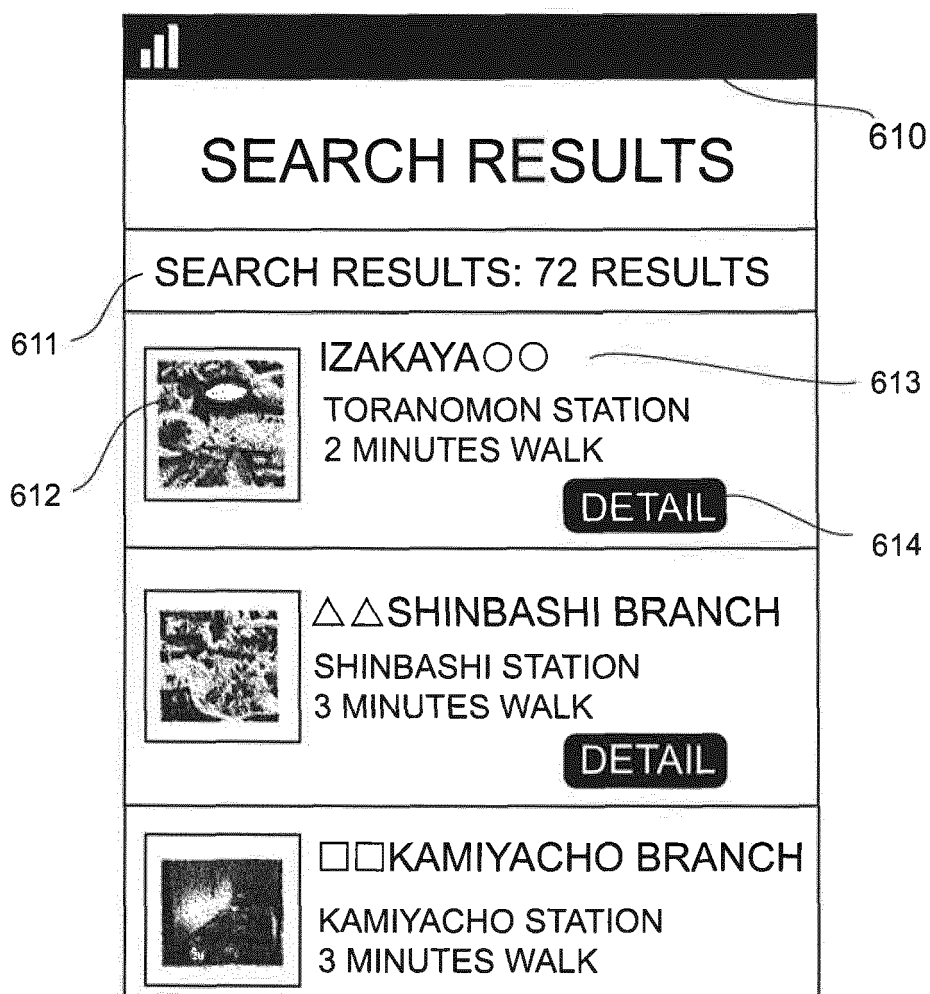 610
SEARCH RESULTS
SEARCH RESULTS: 72 RESULTS
611
IZAKAYA○○
613
TORANOMON STATION
2 MINUTES WALK
612
DETAIL
614
△△SHINBASHI BRANCH
SHINBASHI STATION
3 MINUTES WALK
DETAIL
□□KAMIYACHO BRANCH
KAMIYACHO STATION
3 MINUTES WALK